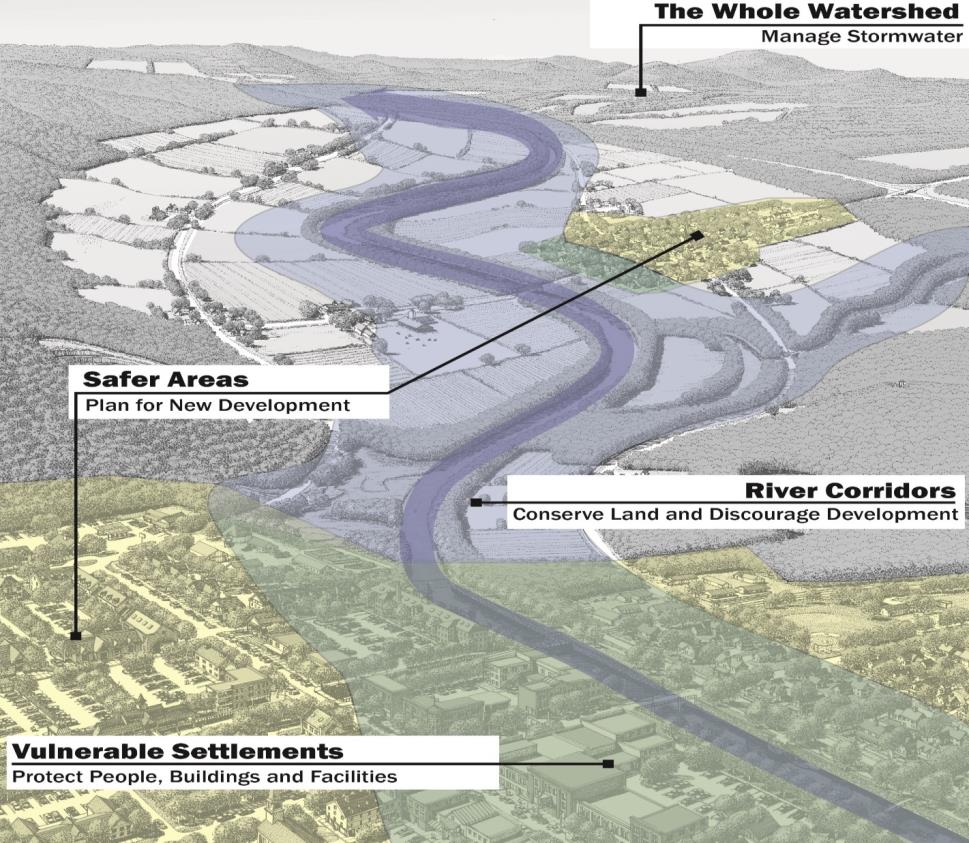 The Whole Watershed
Manage Stormwater
Safer Areas
Plan for New Development
River Corridors
Conserve Land and Discourage Development
Vulnerable Settlements
Protect People, Buildings and Facilities